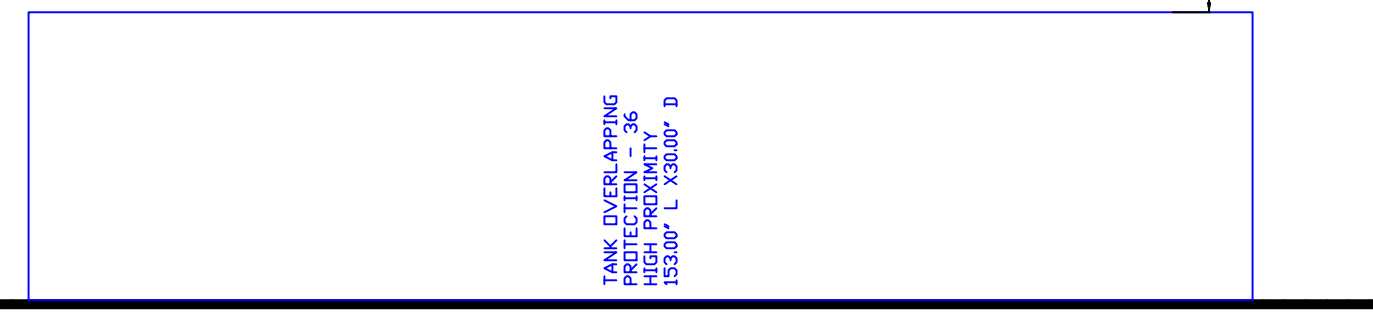 TANK OVERLAPPING
PROTECTION - 36
HIGH PROXIMITY
153.00" L X30.00" D